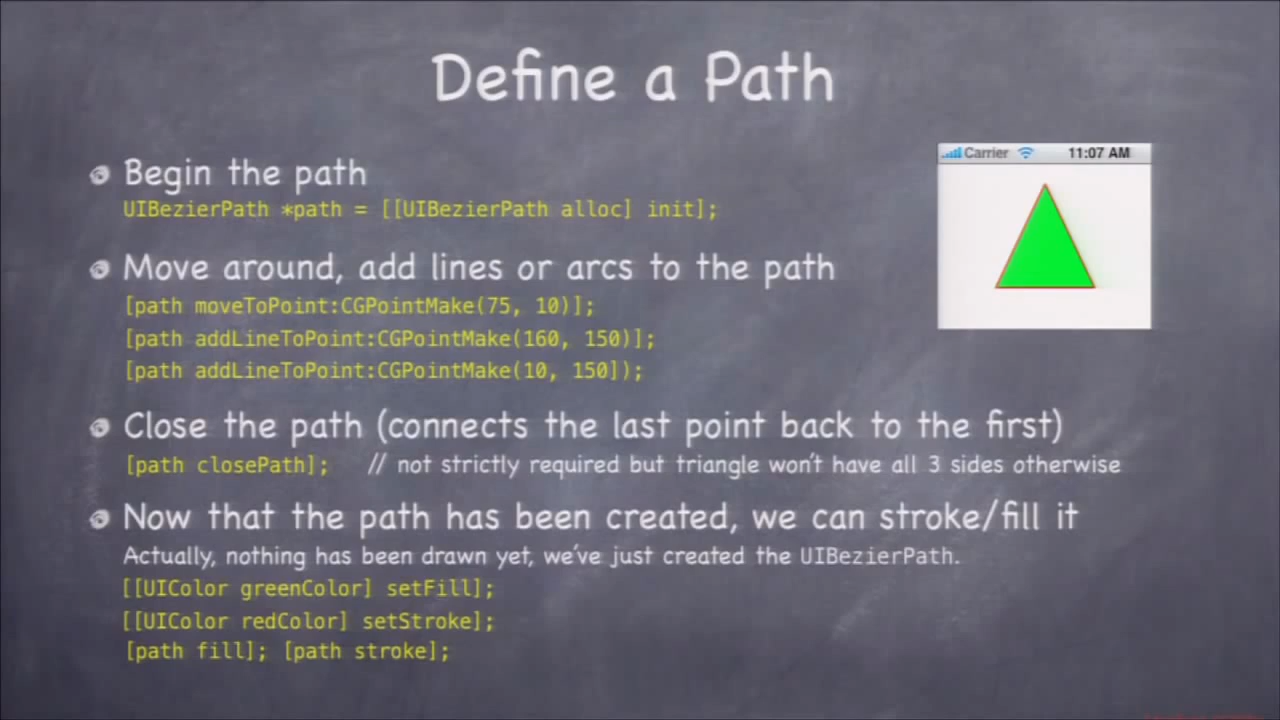 Define a Path
Begin the path
UIBezierPath *path = [[UIBezierPath alloc] init];
Carrier 11:07 AM
Move around, add lines or arcs to the path
[path moveToPoint:CGPointMake(75, 10)];
[path addLineToPoint:CGPointMake(160, 150)];
[path addLineToPoint:CGPointMake(10, 150]);
Close the path (connects the last point back to the first)
[path closePath]; // not strictly required but triangle won't have all 3 sides otherwise
Now that the path has been created, we can stroke/fill it
Actually, nothing has been drawn yet, we've just created the UIBezierPath.
[[UIColor greenColor] setFill];
[[UIColor redColor] setStroke];
[path fill]; [path stroke];